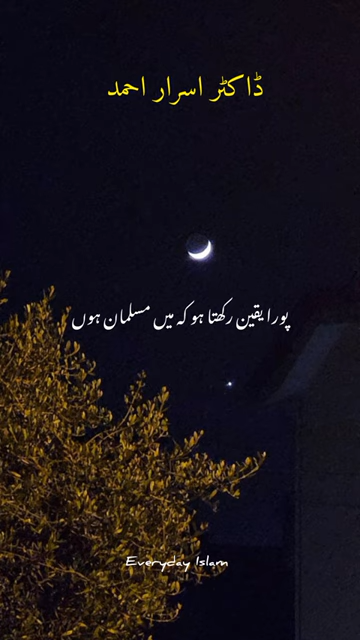 ڈاکٹر اسرار احمد
پورا یقین رکھتا ہو کہ میں مسلمان ہوں
Everyday Islam